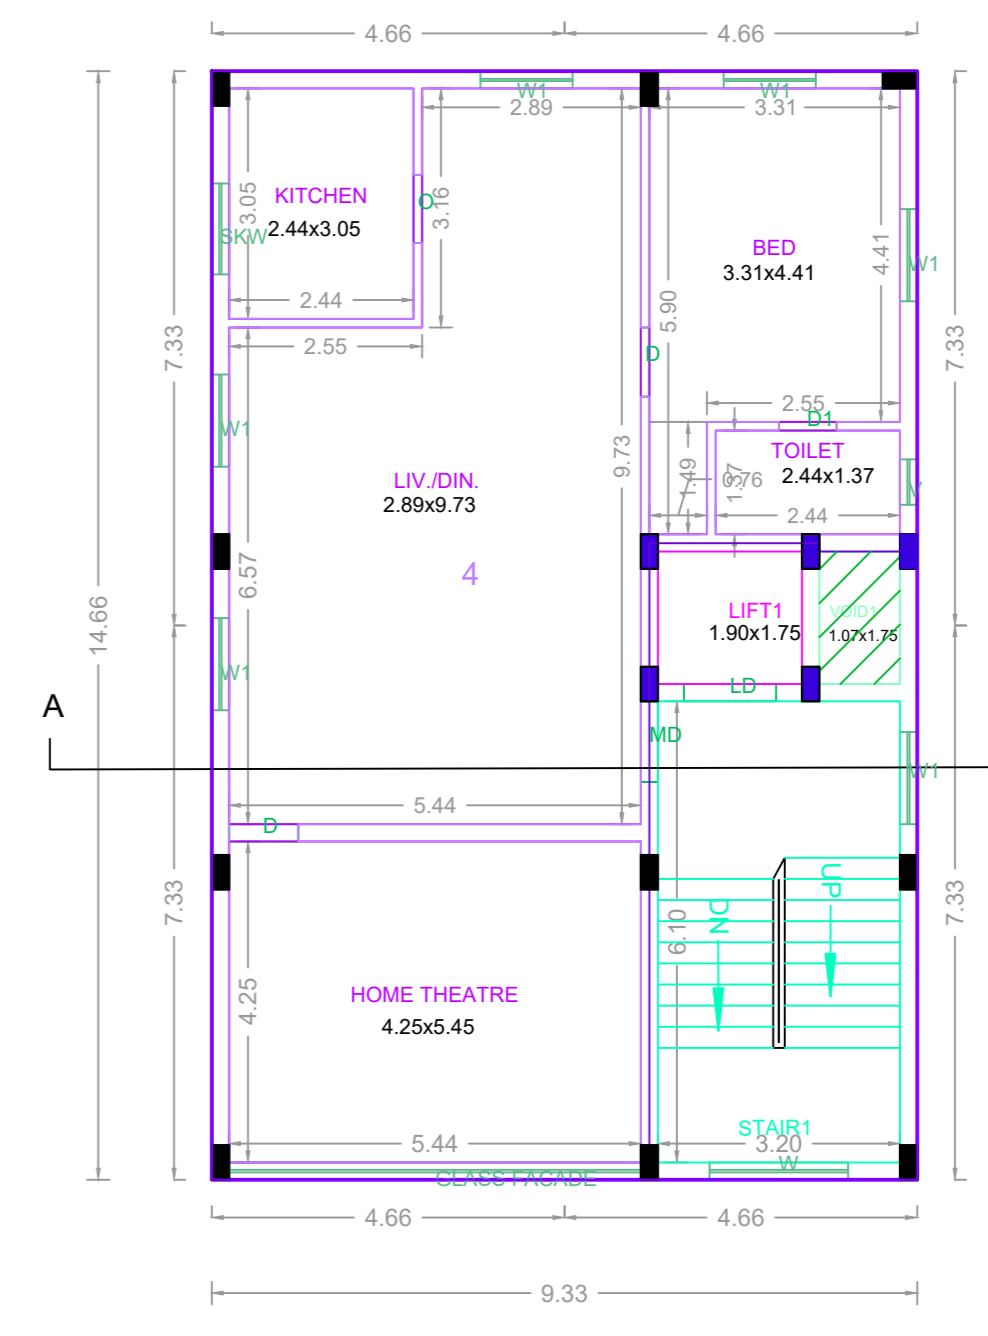 4.66
4.66
W1
W1
2.89
3.31
KITCHEN
2.44x3.05
3.05
O
3.16
SKW
BED
3.31x4.41
4.41
W1
2.44
5.90
2.55
7.33
7.33
D
2.55
D1
W1
9.73
TOILET
2.44x1.37
LIV./DIN.
2.89x9.73
1.49
0.76
1.37
V
2.44
4
6.57
14.66
LIFT1
1.90x1.75
VOID1
1.07x1.75
W1
LD
A
MD
W1
5.44
D
UP
DN
7.33
7.33
6.10
4.25
HOME THEATRE
4.25x5.45
STAIR1
5.44
3.20
W
GLASS FACADE
4.66
4.66
9.33